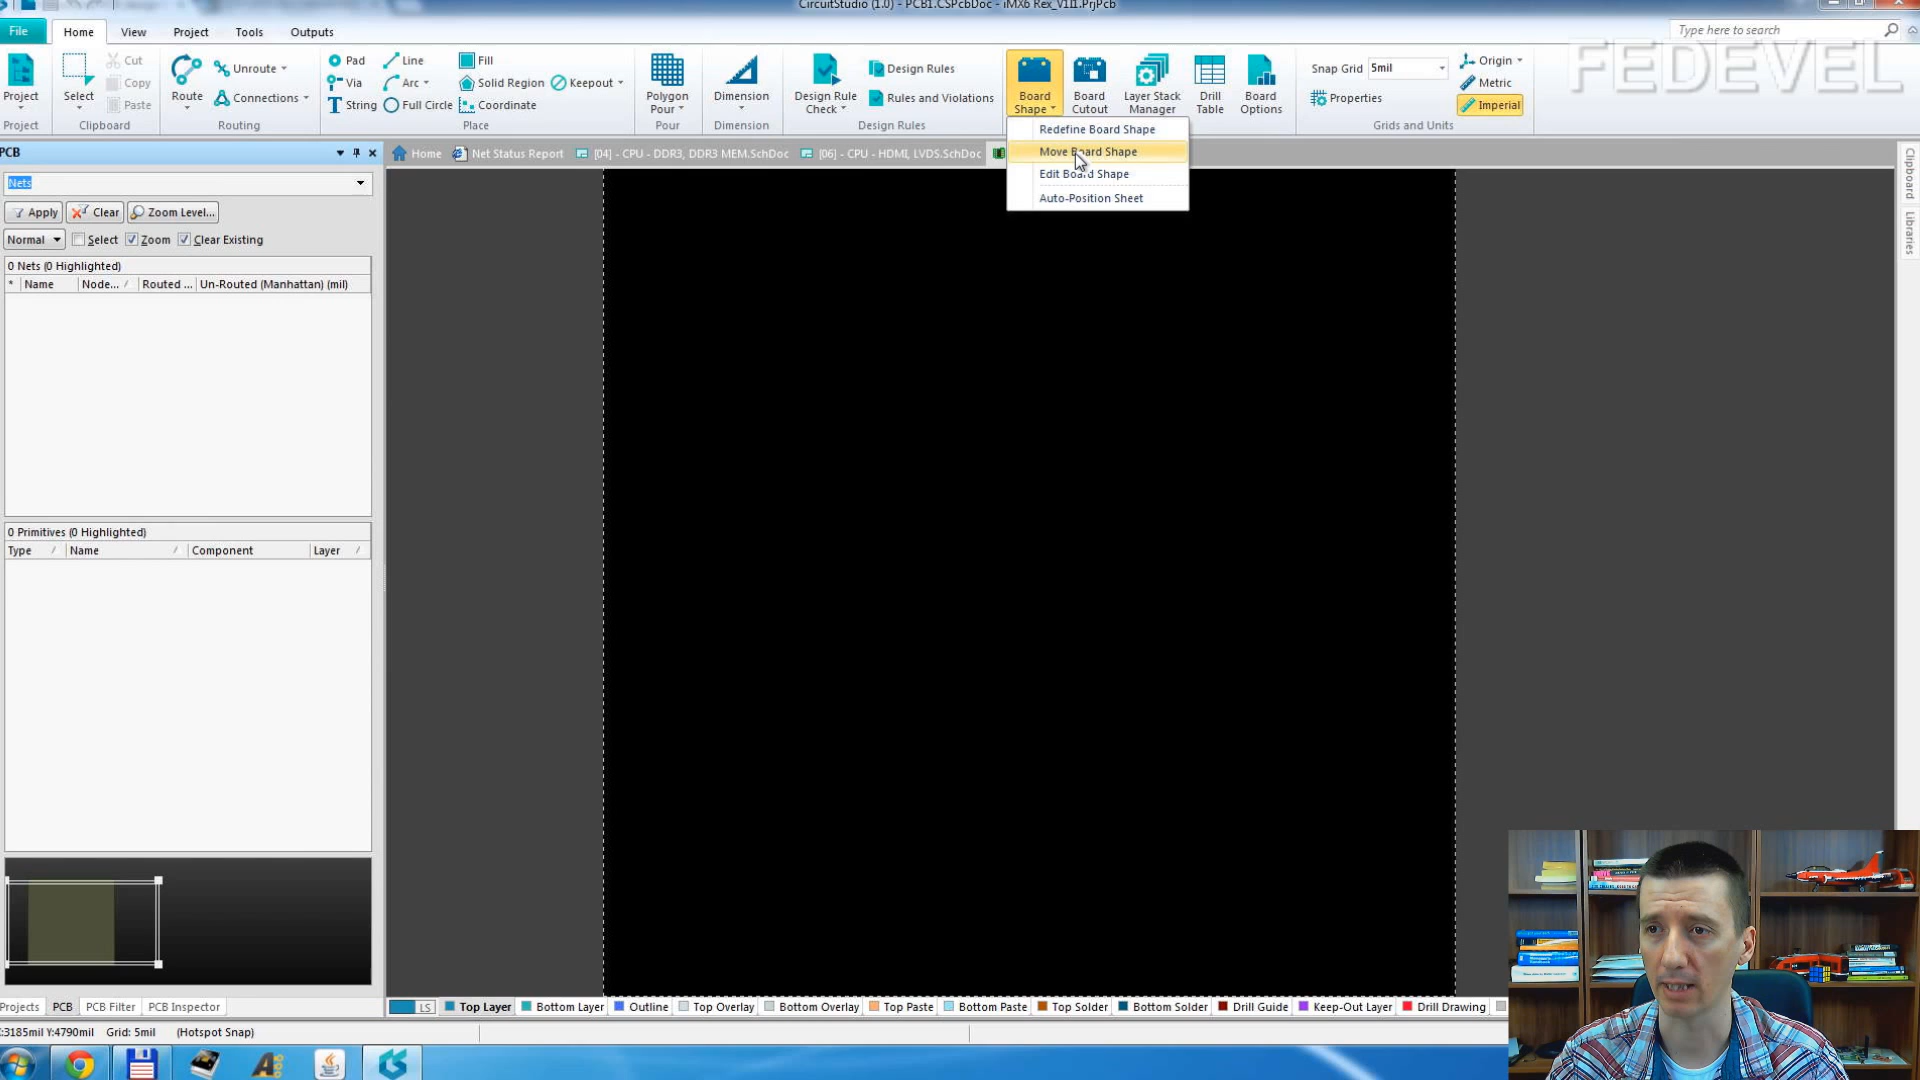 CircuitStudio (1.0) - PCB1.CSPcbDoc - iMX6 Rex_V1I1.PrjPcb
File Home View Project Tools Outputs
Type here to search
FEDEVEL
Project
Project
Select
Cut
Copy
Paste
Clipboard
Route
Unroute
Connections
Routing
Pad
Via
String
Line
Arc
Full Circle
Fill
Solid Region
Coordinate
Keepout
Place
Polygon Pour
Pour
Dimension
Dimension
Design Rule Check
Design Rules
Rules and Violations
Design Rules
Board Shape
Board Cutout
Layer Stack Manager
Drill Table
Board Options
Snap Grid 5mil
Properties
Origin
Metric
Imperial
Grids and Units
Redefine Board Shape
Move Board Shape
Edit Board Shape
Auto-Position Sheet
PCB
Home Net Status Report [04] - CPU - DDR3, DDR3 MEM.SchDoc [06] - CPU - HDMI, LVDS.SchDoc
Clipboard
Libraries
Nets
Apply Clear Zoom Level...
Normal Select Zoom Clear Existing
0 Nets (0 Highlighted)
* Name Node... Routed ... Un-Routed (Manhattan) (mil)
0 Primitives (0 Highlighted)
Type Name Component Layer
Projects PCB PCB Filter PCB Inspector
LS Top Layer Bottom Layer Outline Top Overlay Bottom Overlay Top Paste Bottom Paste Top Solder Bottom Solder Drill Guide Keep-Out Layer Drill Drawing
X:3185mil Y:4790mil Grid: 5mil (Hotspot Snap)